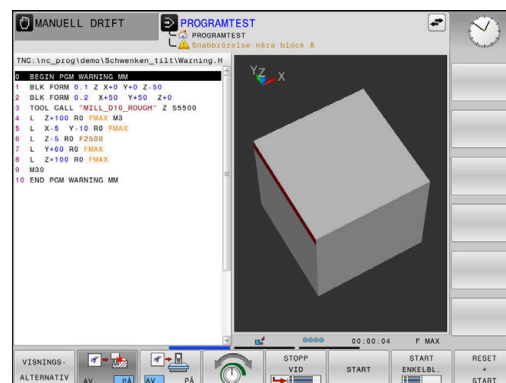 MANUELL DRIFT
PROGRAMTEST
PROGRAMTEST
Snabbrörelse nära block 8
TNC:\nc_prog\demo\Schwenken_tilt\Warning.H
0 BEGIN PGM WARNING MM
1 BLK FORM 0.1 Z X+0 Y+0 Z-50
2 BLK FORM 0.2 X+50 Y+50 Z+0
3 TOOL CALL "MILL_D10_ROUGH" Z S5500
4 L Z+100 R0 FMAX M3
5 L X-5 Y-10 R0 FMAX
6 L Z-5 R0 F2500
7 L Y+60 R0 FMAX
8 L Z+100 R0 FMAX
9 M30
10 END PGM WARNING MM
Y Z X
00:00:04 F MAX
VISNINGS-
ALTERNATIV
AV PÅ
AV PÅ
STOPP
VID
START
START
ENKELBL.
RESET
+
START